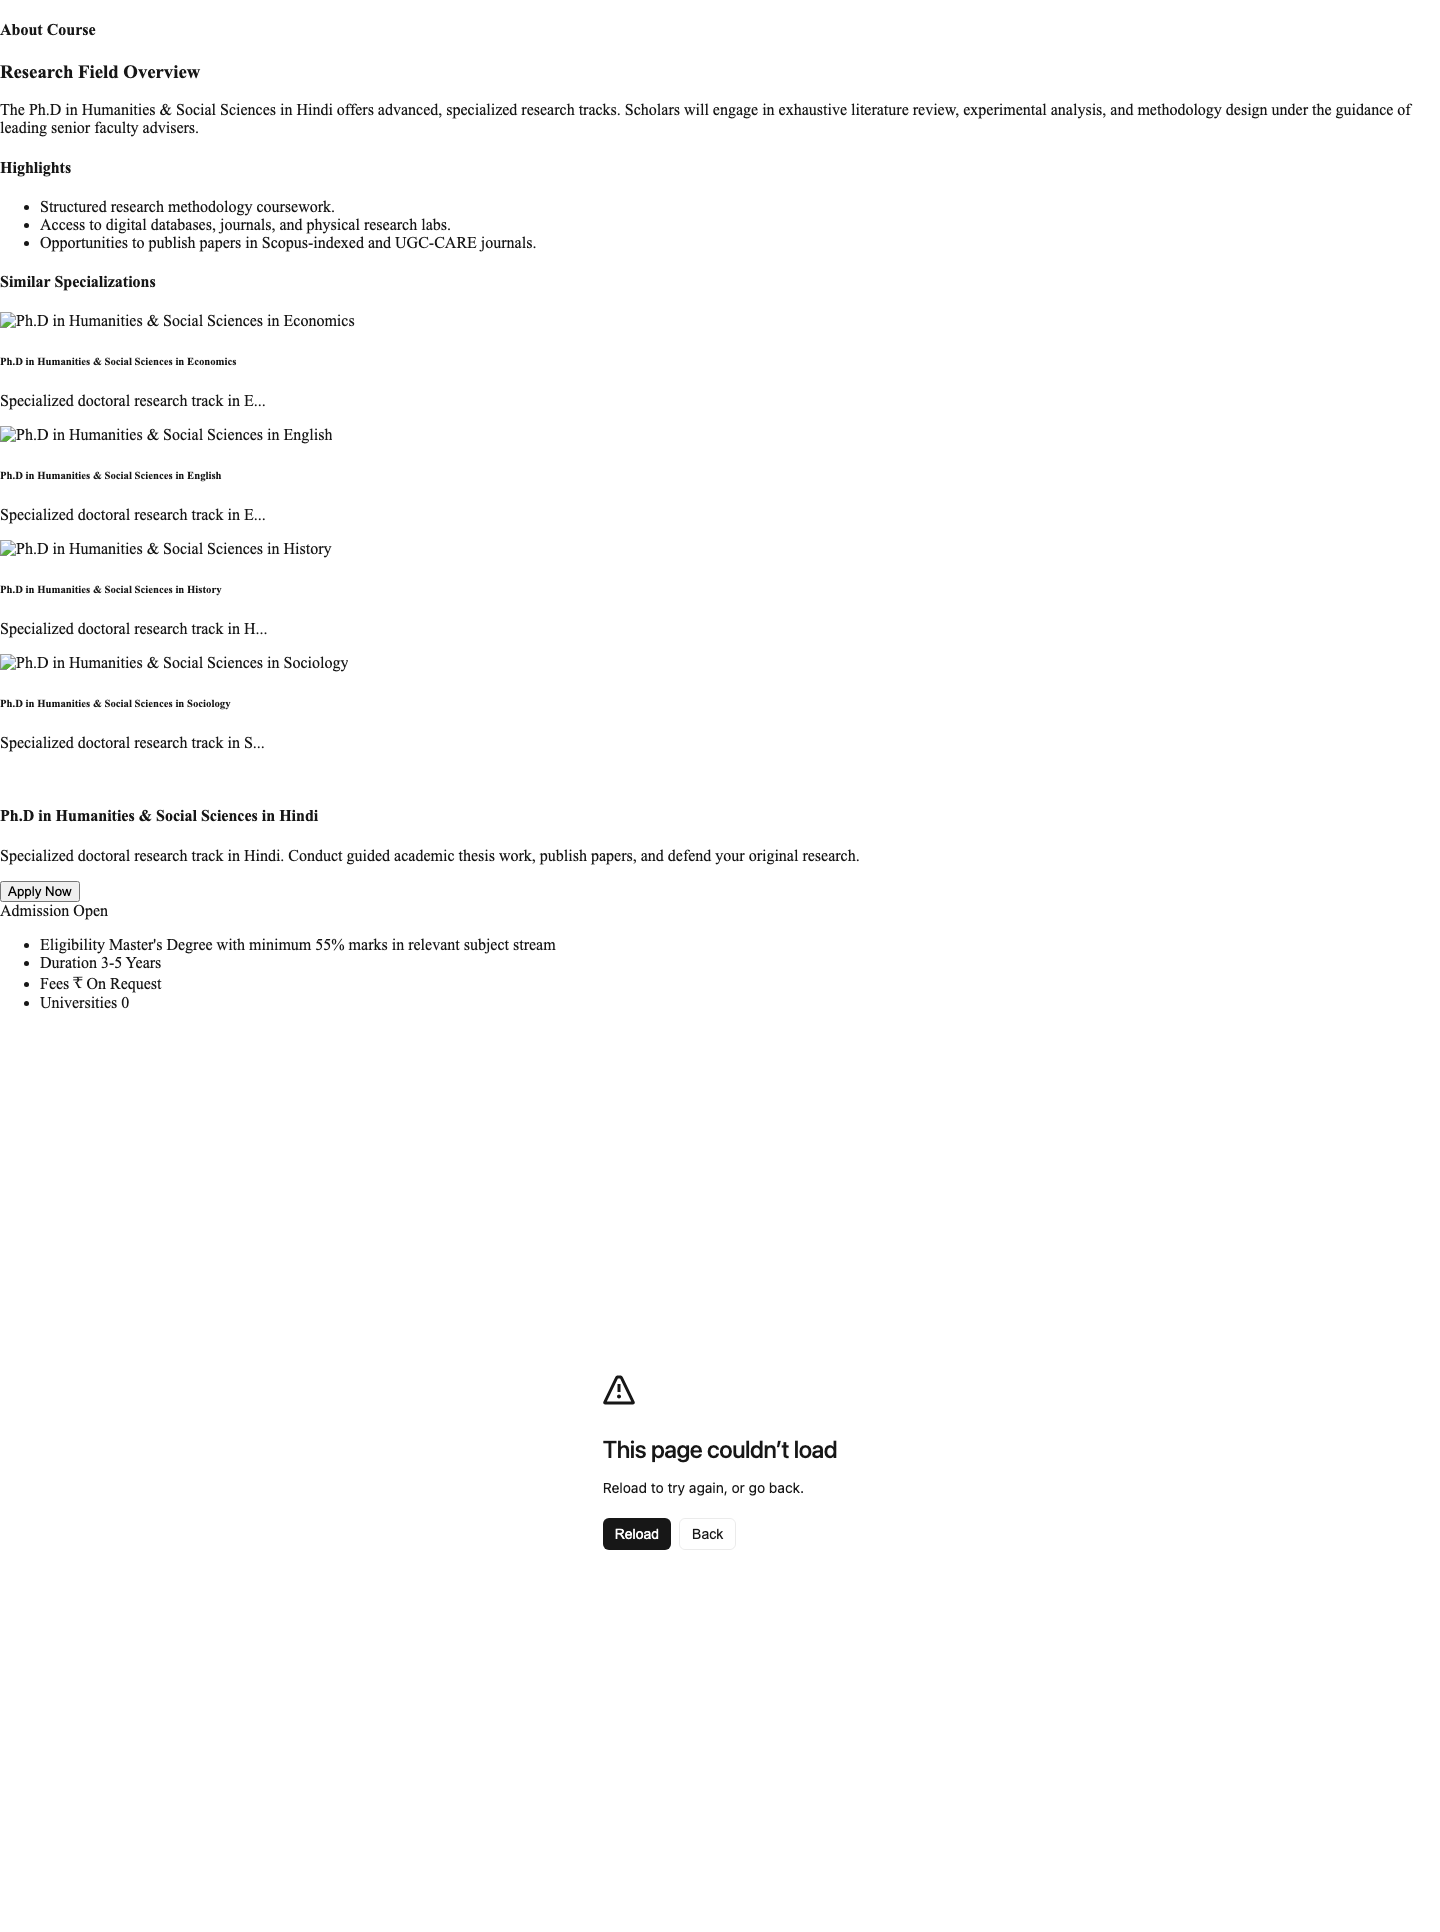 About Course
Research Field Overview
The Ph.D in Humanities & Social Sciences in Hindi offers advanced, specialized research tracks. Scholars will engage in exhaustive literature review, experimental analysis, and methodology design under the guidance of
leading senior faculty advisers.
Highlights
• Structured research methodology coursework.
• Access to digital databases, journals, and physical research labs.
• Opportunities to publish papers in Scopus-indexed and UGC-CARE journals.
Similar Specializations
Ph.D in Humanities & Social Sciences in Economics
Ph.D in Humanities & Social Sciences in Economics
Specialized doctoral research track in E...
Ph.D in Humanities & Social Sciences in English
Ph.D in Humanities & Social Sciences in English
Specialized doctoral research track in E...
Ph.D in Humanities & Social Sciences in History
Ph.D in Humanities & Social Sciences in History
Specialized doctoral research track in H...
Ph.D in Humanities & Social Sciences in Sociology
Ph.D in Humanities & Social Sciences in Sociology
Specialized doctoral research track in S...
Ph.D in Humanities & Social Sciences in Hindi
Specialized doctoral research track in Hindi. Conduct guided academic thesis work, publish papers, and defend your original research.
Apply Now
Admission Open
• Eligibility Master's Degree with minimum 55% marks in relevant subject stream
• Duration 3-5 Years
• Fees ₹ On Request
• Universities 0
This page couldn’t load
Reload to try again, or go back.
Reload Back